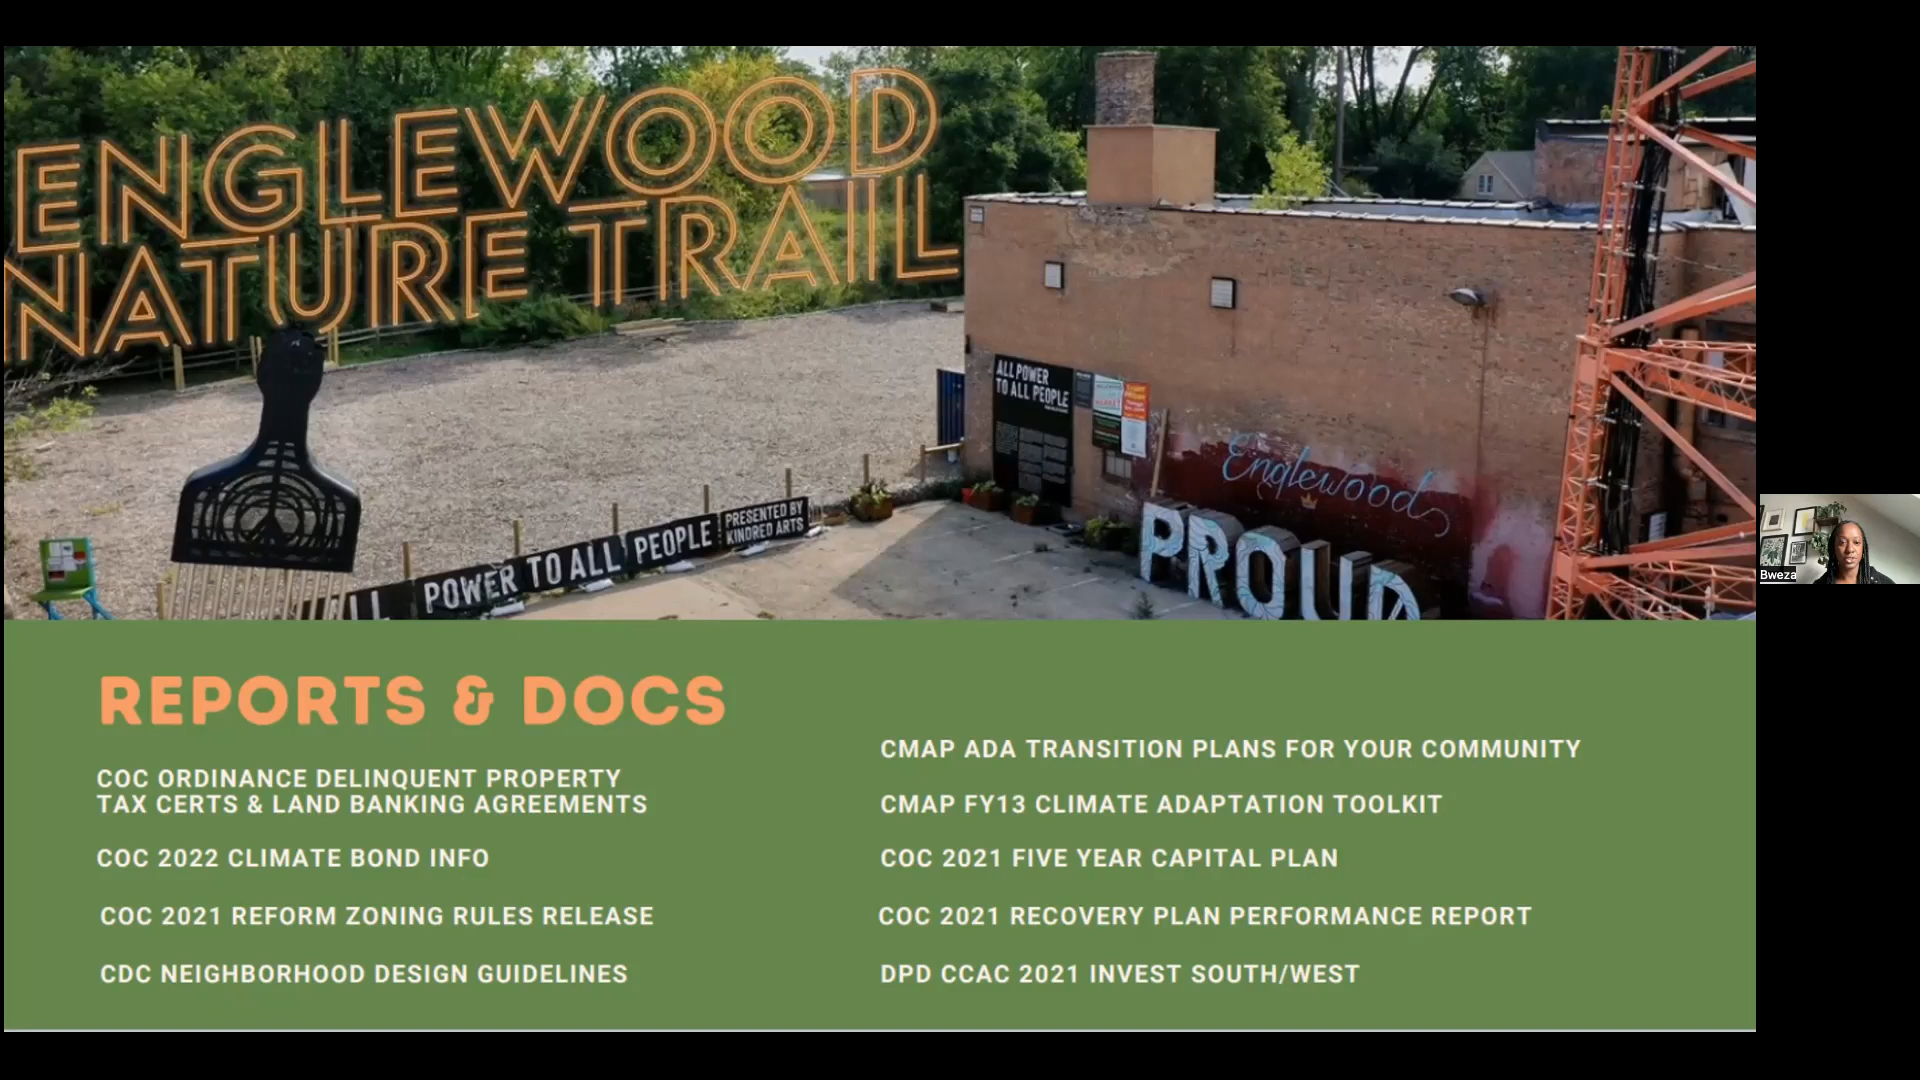 ENGLEWOOD
NATURE TRAIL
ALL POWER
TO ALL PEOPLE
Englewood
PROUD
ALL POWER TO ALL PEOPLE
PRESENTED BY
KINDRED ARTS
Bweza
REPORTS & DOCS
COC ORDINANCE DELINQUENT PROPERTY
TAX CERTS & LAND BANKING AGREEMENTS
COC 2022 CLIMATE BOND INFO
COC 2021 REFORM ZONING RULES RELEASE
CDC NEIGHBORHOOD DESIGN GUIDELINES
CMAP ADA TRANSITION PLANS FOR YOUR COMMUNITY
CMAP FY13 CLIMATE ADAPTATION TOOLKIT
COC 2021 FIVE YEAR CAPITAL PLAN
COC 2021 RECOVERY PLAN PERFORMANCE REPORT
DPD CCAC 2021 INVEST SOUTH/WEST